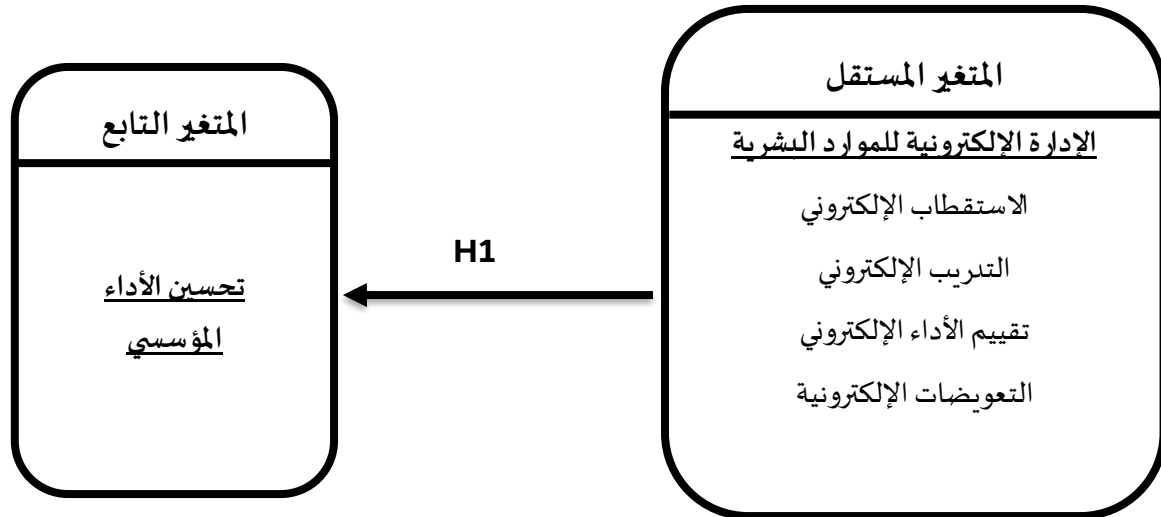 المتغير المستقل
الإدارة الإلكترونية للموارد البشرية
الاستقطاب الإلكتروني
التدريب الإلكتروني
تقييم الأداء الإلكتروني
التعويضات الإلكترونية
H1
المتغير التابع
تحسين الأداء
المؤسسي